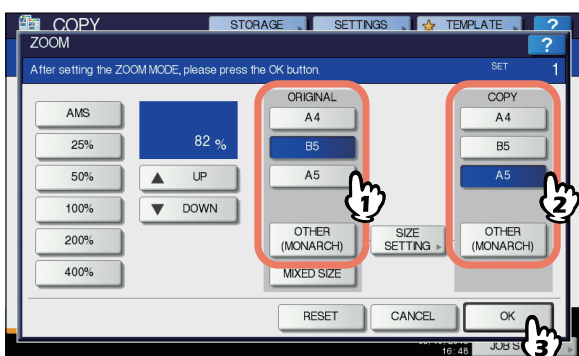 COPY
STORAGE
SETTINGS
TEMPLATE
?
ZOOM
?
After setting the ZOOM MODE, please press the OK button.
SET 1
AMS
25%
50%
100%
200%
400%
82 %
UP
DOWN
ORIGINAL
A4
B5
A5
OTHER
(MONARCH)
MIXED SIZE
SIZE
SETTING
COPY
A4
B5
A5
OTHER
(MONARCH)
1
2
RESET
CANCEL
OK
3
16:48